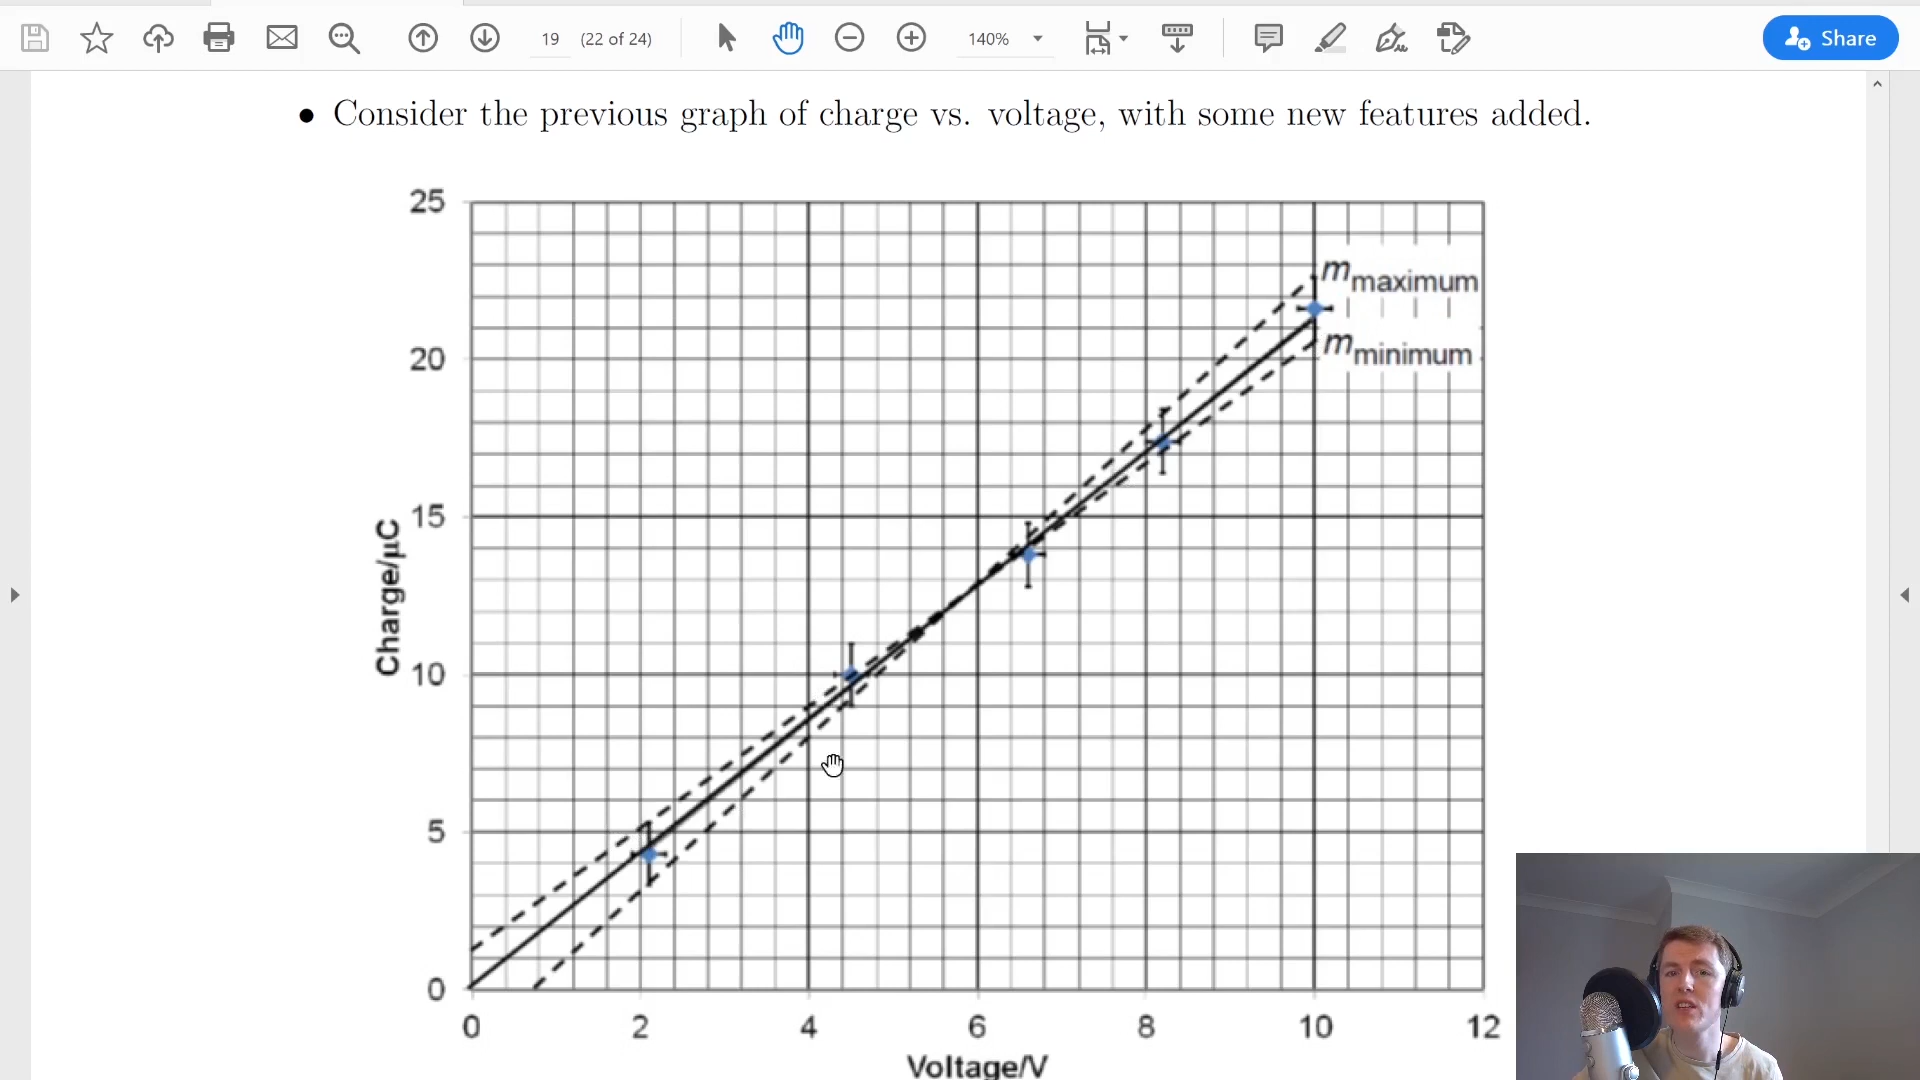 19 (22 of 24) 140% Share
• Consider the previous graph of charge vs. voltage, with some new features added.
25
m maximum
m minimum
20
15
Charge/µC
10
5
0
0 2 4 6 8 10 12
Voltage/V